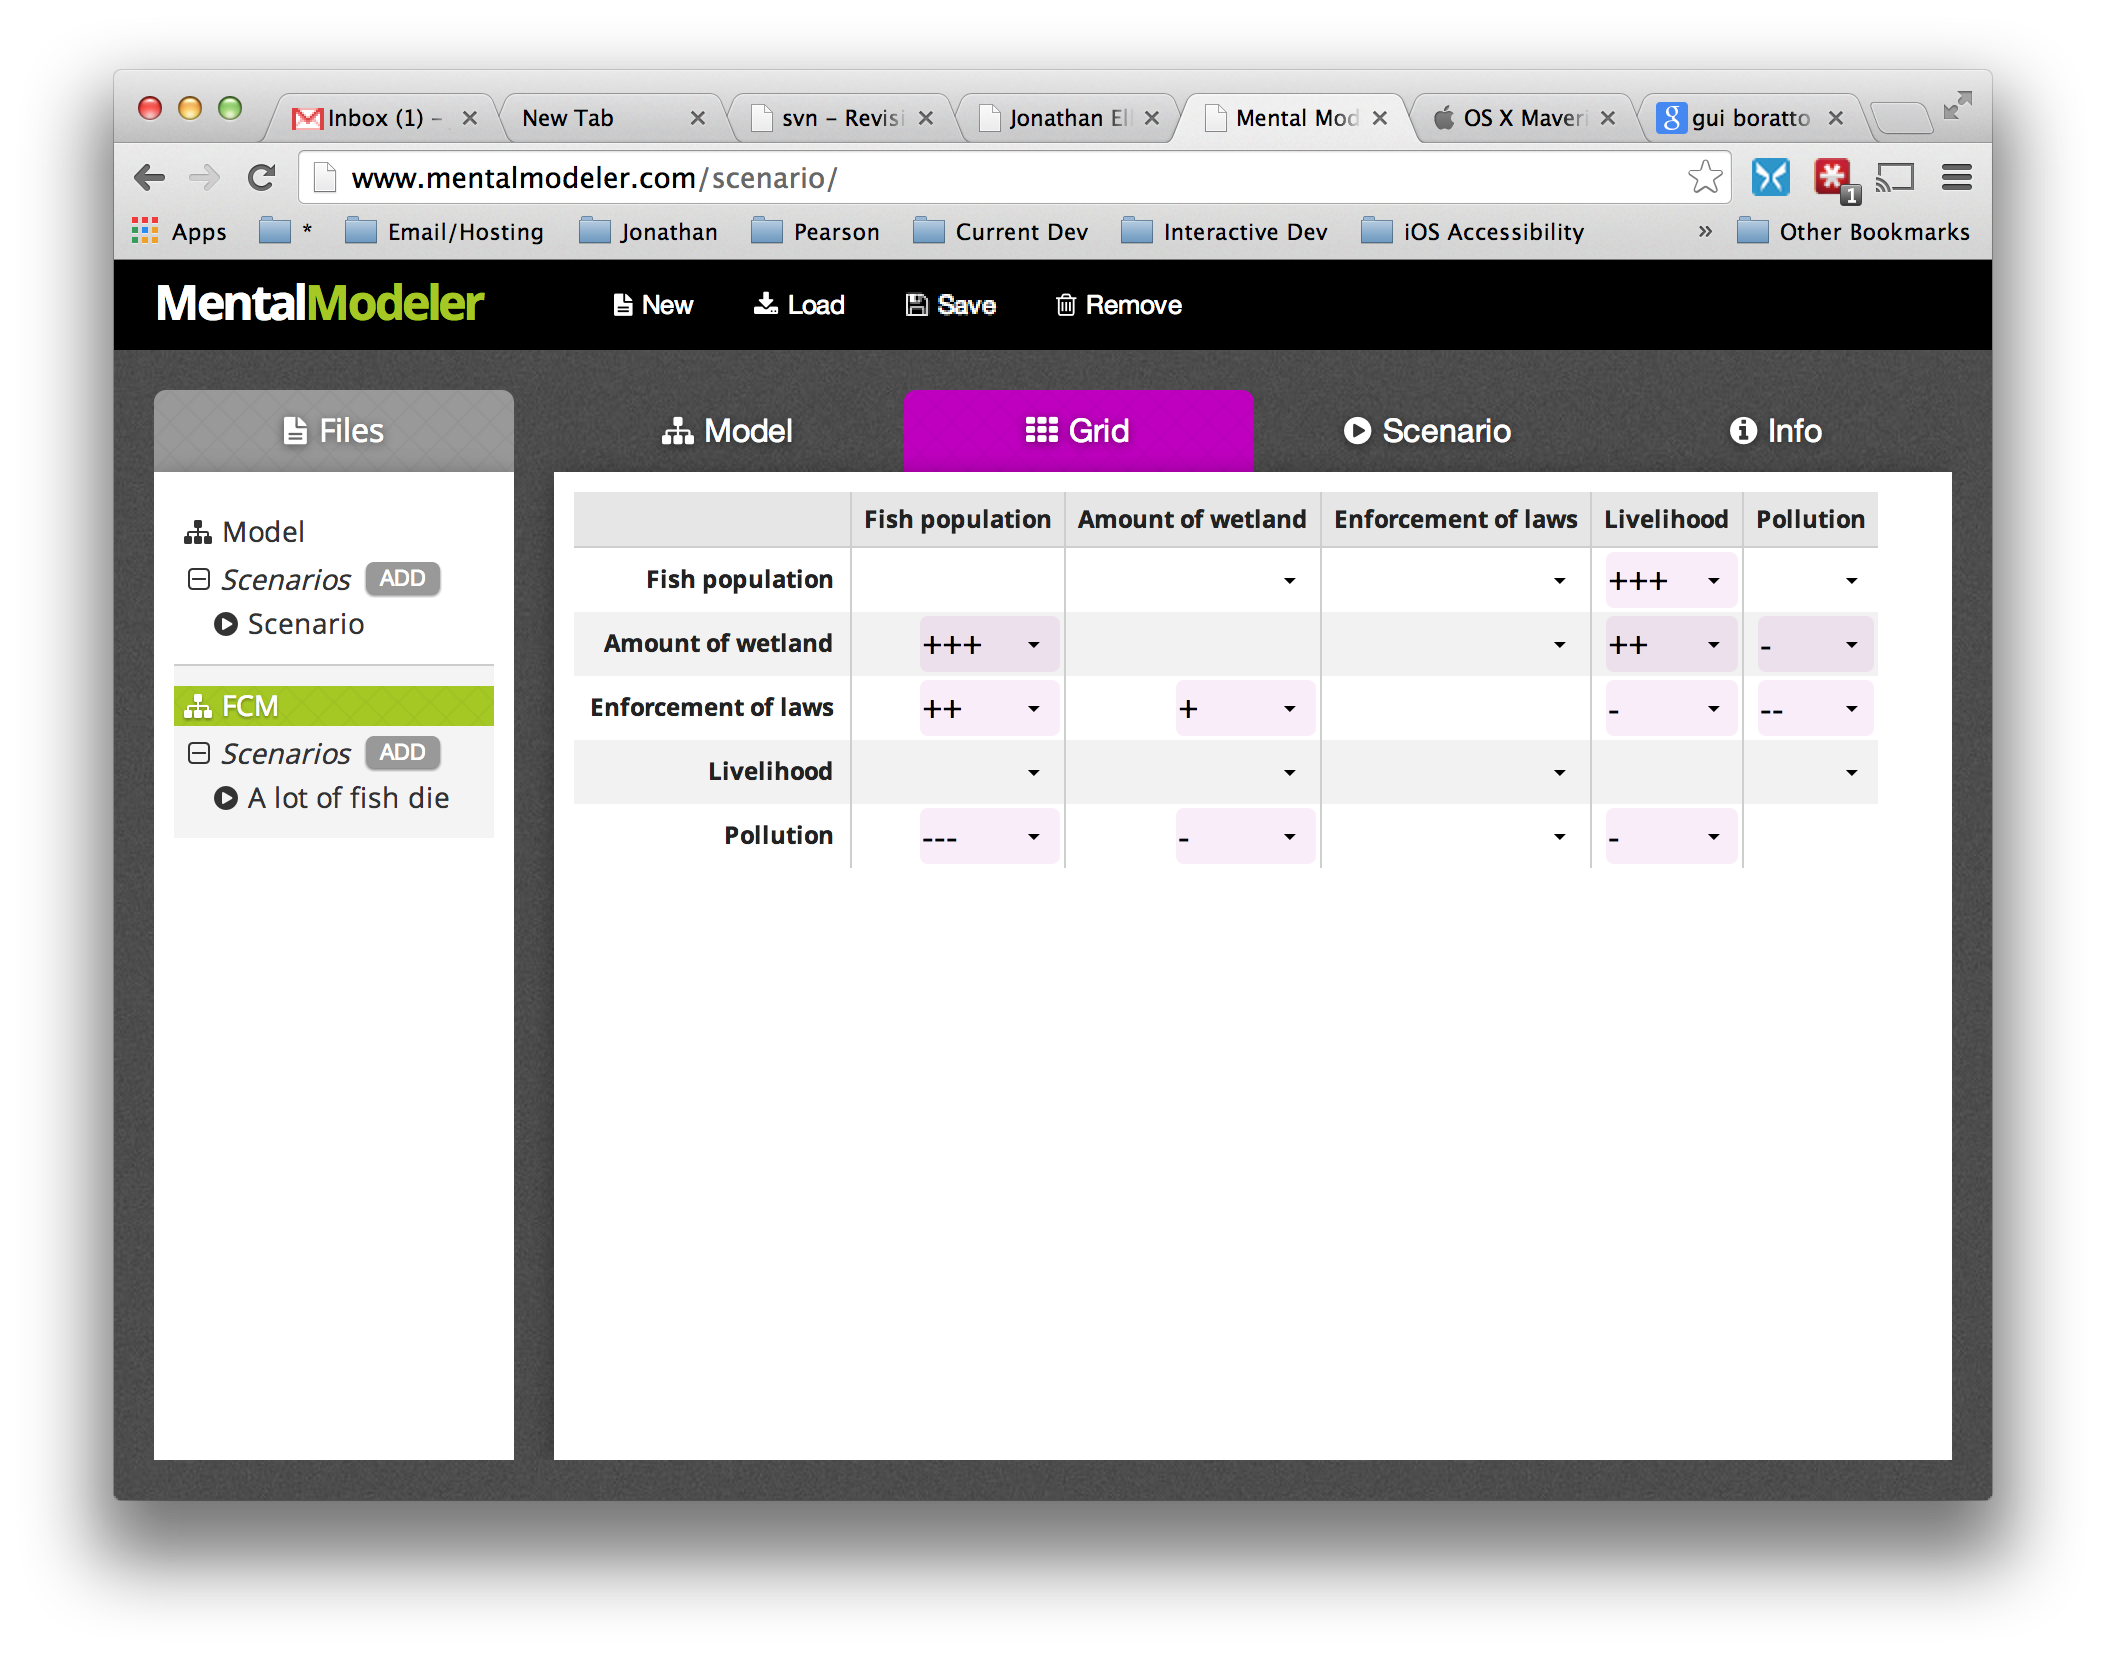 Inbox (1) – New Tab svn – Revisi Jonathan Ell Mental Mod OS X Maveri gui boratto
www.mentalmodeler.com/scenario/ 1
Apps * Email/Hosting Jonathan Pearson Current Dev Interactive Dev iOS Accessibility » Other Bookmarks
MentalModeler New Load Save Remove
Files Model Grid Scenario Info
Model
Scenarios ADD
Scenario
FCM
Scenarios ADD
A lot of fish die
Fish population Amount of wetland Enforcement of laws Livelihood Pollution
Fish population +++
Amount of wetland +++ ++ -
Enforcement of laws ++ + - --
Livelihood
Pollution --- - -